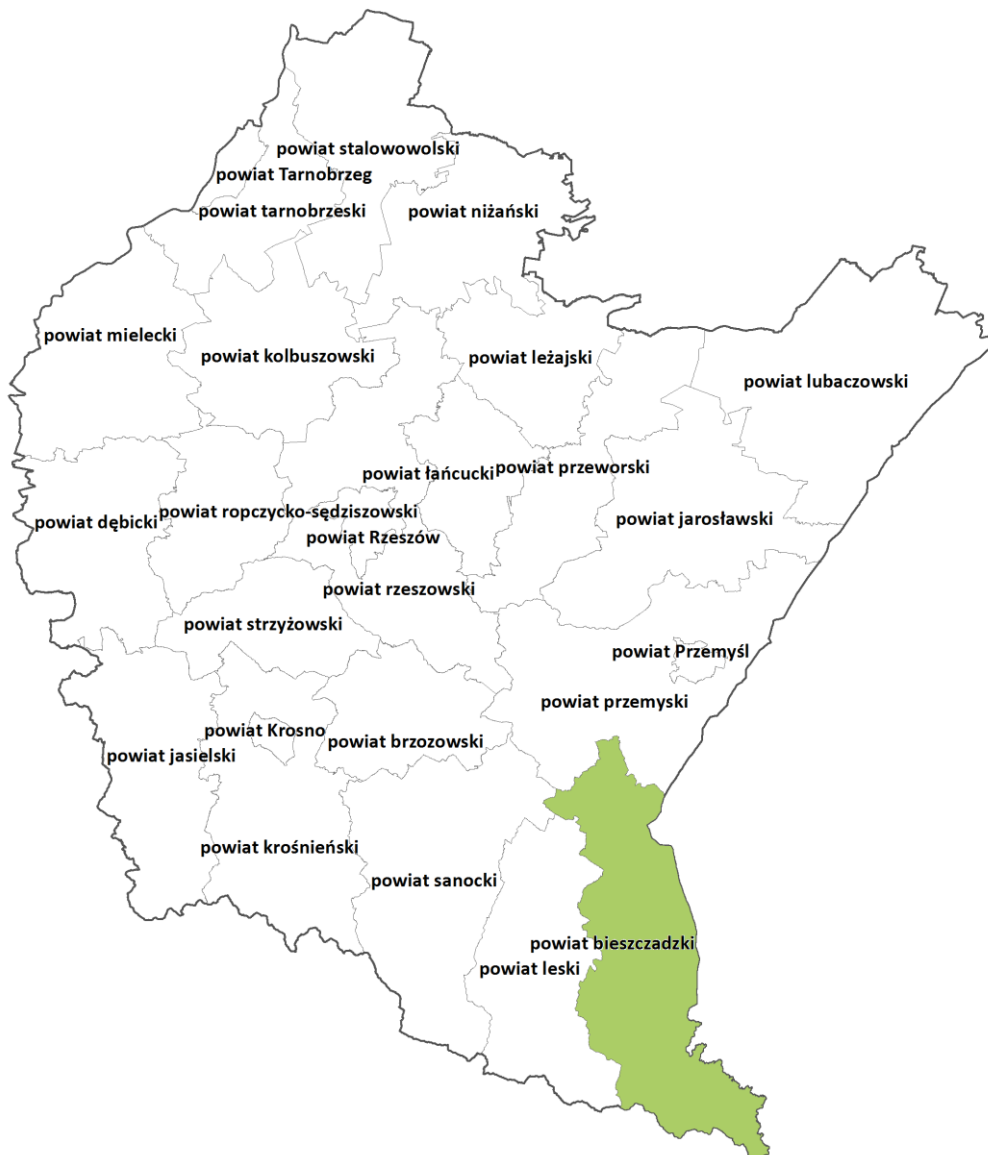 powiat stalowowolski
powiat Tarnobrzeg
powiat tarnobrzeski
powiat niżański
powiat mielecki
powiat kolbuszowski
powiat leżajski
powiat lubaczowski
powiat łańcucki
powiat przeworski
powiat dębicki
powiat ropczycko-sędziszowski
powiat jarosławski
powiat Rzeszów
powiat rzeszowski
powiat strzyżowski
powiat Przemyśl
powiat przemyski
powiat Krosno
powiat brzozowski
powiat jasielski
powiat krośnieński
powiat sanocki
powiat bieszczadzki
powiat leski